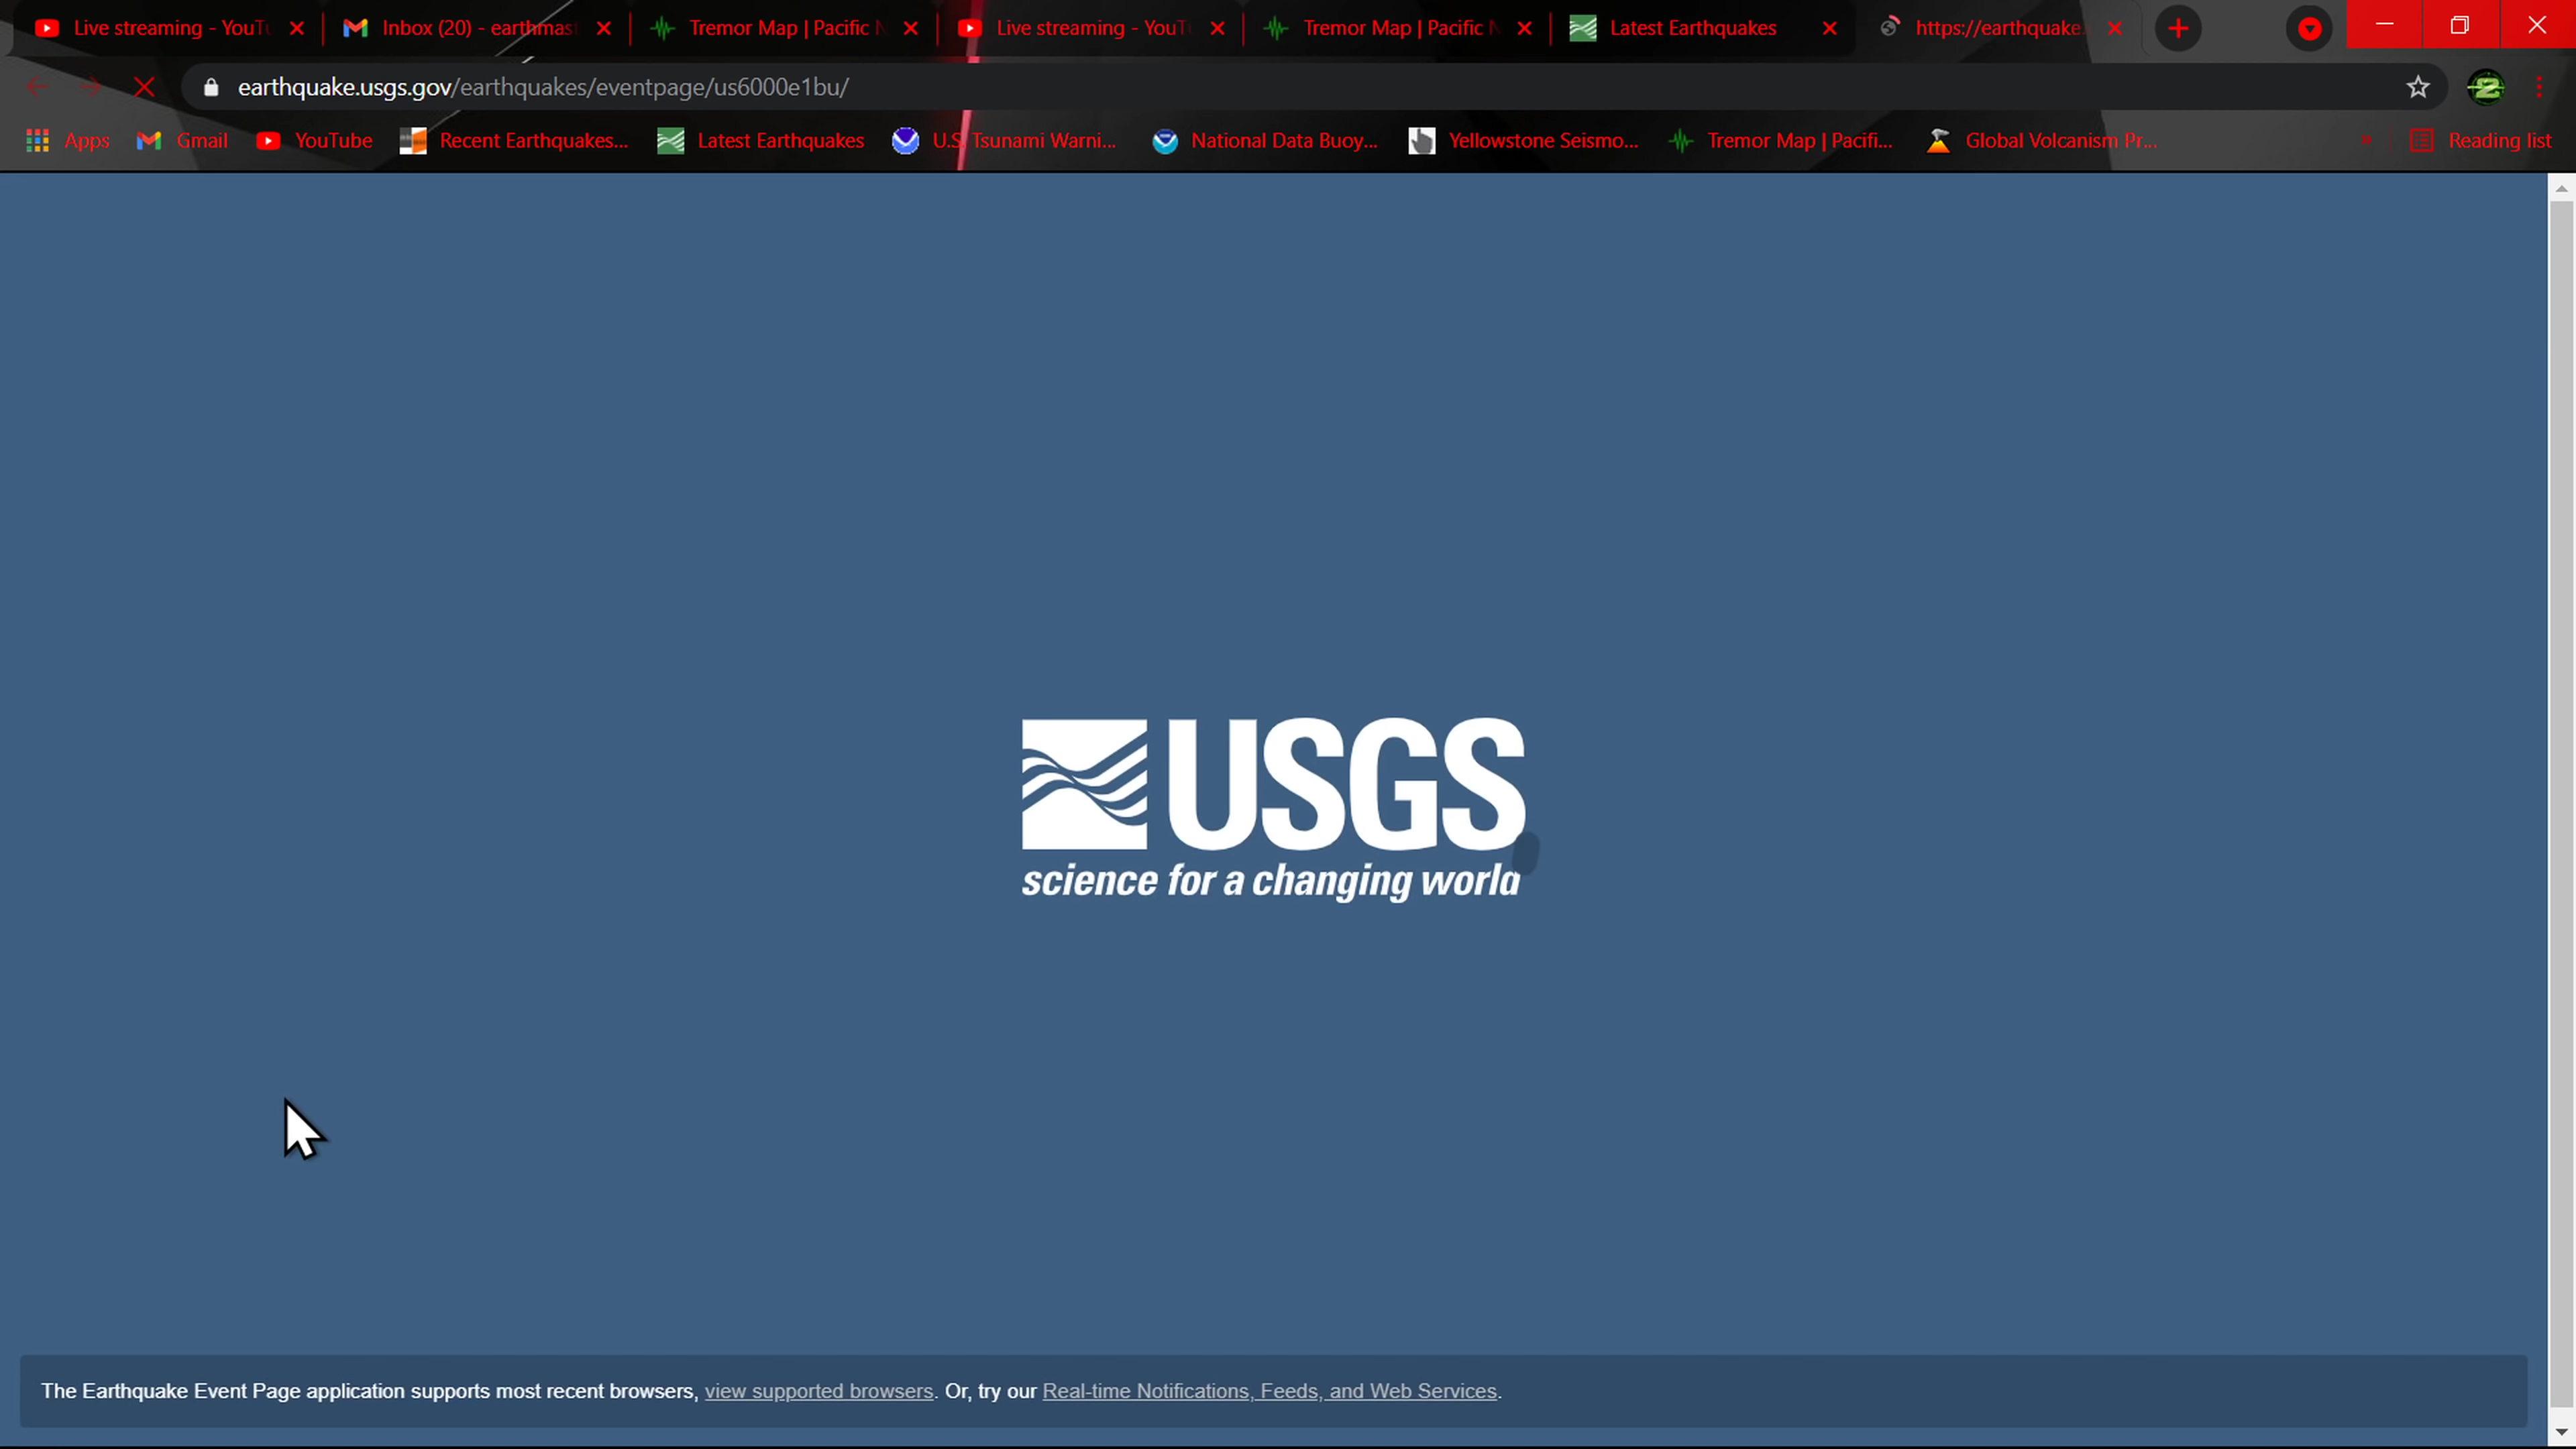 Live streaming - YouTu
Inbox (20) - earthmast
Tremor Map | Pacific N
Live streaming - YouTu
Tremor Map | Pacific N
Latest Earthquakes
https://earthquake.
earthquake.usgs.gov/earthquakes/eventpage/us6000e1bu/
Apps
Gmail
YouTube
Recent Earthquakes...
Latest Earthquakes
U.S. Tsunami Warni...
National Data Buoy...
Yellowstone Seismo...
Tremor Map | Pacifi...
Global Volcanism Pr...
Reading list
USGS
science for a changing world
The Earthquake Event Page application supports most recent browsers, view supported browsers. Or, try our Real-time Notifications, Feeds, and Web Services.